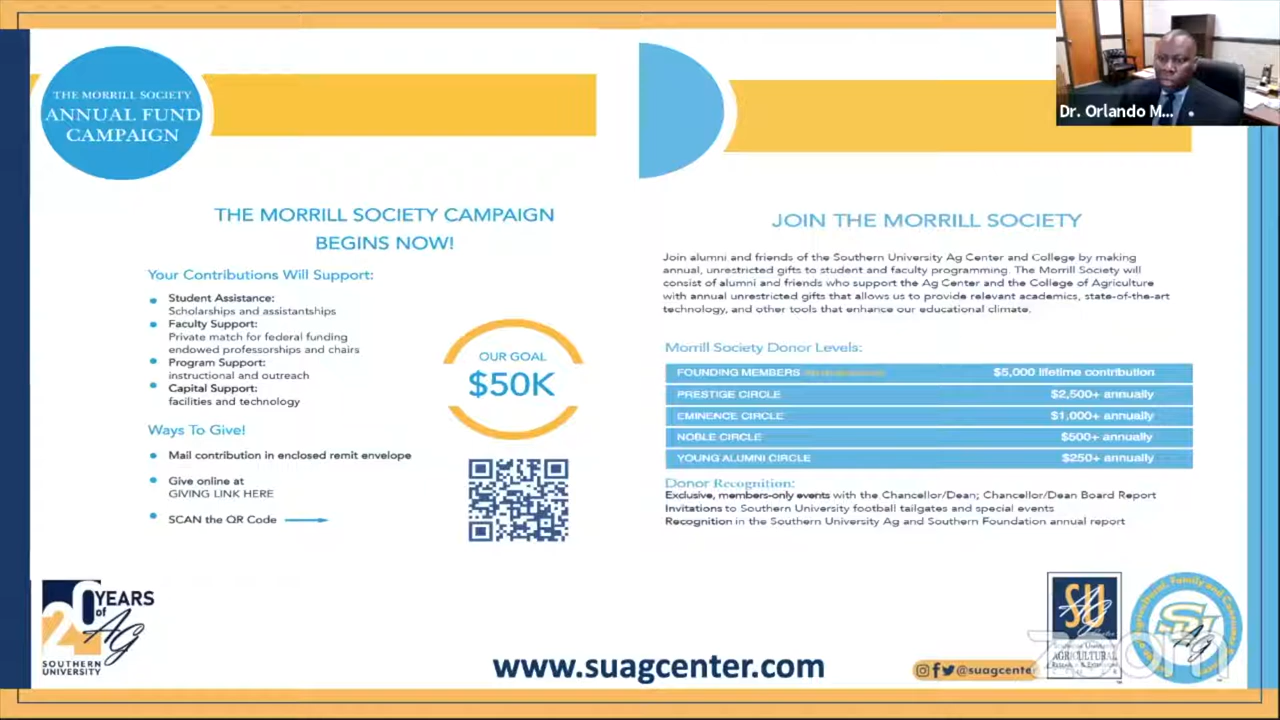 THE MORRILL SOCIETY
ANNUAL FUND
CAMPAIGN
THE MORRILL SOCIETY CAMPAIGN
BEGINS NOW!
Your Contributions Will Support:
Student Assistance:
Scholarships and assistantships
Faculty Support:
Private match for federal funding
endowed professorships and chairs
Program Support:
instructional and outreach
Capital Support:
facilities and technology
Ways To Give!
Mail contribution in enclosed remit envelope
Give online at
GIVING LINK HERE
SCAN the QR Code
OUR GOAL
$50K
Dr. Orlando M...
JOIN THE MORRILL SOCIETY
Join alumni and friends of the Southern University Ag Center and College by making
annual, unrestricted gifts to student and faculty programming. The Morrill Society will
consist of alumni and friends who support the Ag Center and the College of Agriculture
with annual unrestricted gifts that allows us to provide relevant academics, state-of-the-art
technology, and other tools that enhance our educational climate.
Morrill Society Donor Levels:
FOUNDING MEMBERS $5,000 lifetime contribution
PRESTIGE CIRCLE $2,500+ annually
EMINENCE CIRCLE $1,000+ annually
NOBLE CIRCLE $500+ annually
YOUNG ALUMNI CIRCLE $250+ annually
Donor Recognition:
Exclusive, members-only events with the Chancellor/Dean; Chancellor/Dean Board Report
Invitations to Southern University football tailgates and special events
Recognition in the Southern University Ag and Southern Foundation annual report
20 YEARS
of
AG
SOUTHERN
UNIVERSITY
www.suagcenter.com
@suagcenter
SU
Ag
AGRICULTURAL
SU
Ag
zoom